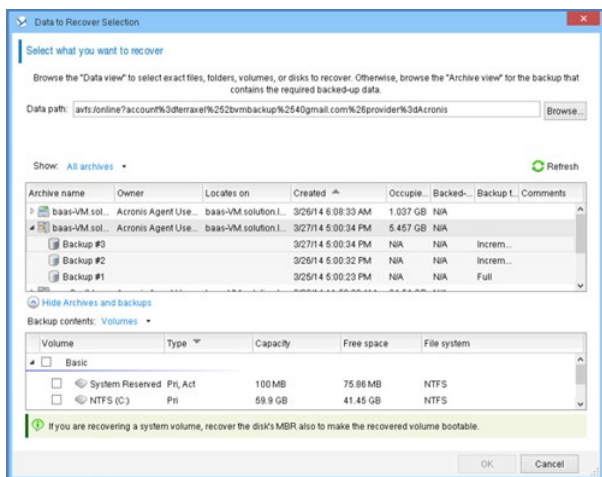 Data to Recover Selection
Select what you want to recover
Browse the "Data view" to select exact files, folders, volumes, or disks to recover. Otherwise, browse the "Archive view" for the backup that
contains the required backed-up data.
Data path: avfs:/online?account%3dterraxel%252bvmbackup%2540gmail.com%26provider%3dAcronis Browse...
Show: All archives Refresh
Archive name Owner Locates on Created Occupie... Backed-... Backup t... Comments
baas-VM.sol... Acronis Agent Use... baas-VM.solution.l... 3/26/14 6:08:33 AM 1.037 GB N/A
baas-VM.sol... Acronis Agent Use... baas-VM.solution.l... 3/27/14 5:00:34 PM 5.457 GB N/A
Backup #3 3/27/14 5:00:34 PM N/A Increm...
Backup #2 3/26/14 5:00:32 PM N/A Increm...
Backup #1 3/25/14 5:00:23 PM N/A Full
Hide Archives and backups
Backup contents: Volumes
Volume Type Capacity Free space File system
Basic
System Reserved Pri, Act 100 MB 75.86 MB NTFS
NTFS (C:) Pri 59.9 GB 41.45 GB NTFS
If you are recovering a system volume, recover the disk's MBR also to make the recovered volume bootable.
OK Cancel